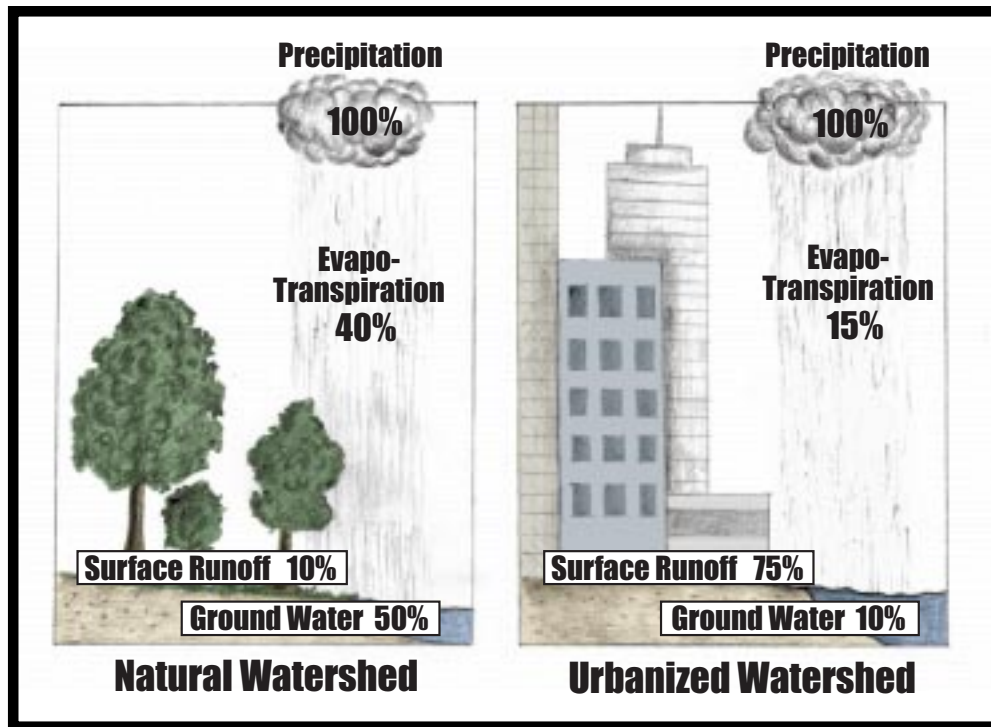 Precipitation
100%
Evapo-
Transpiration
40%
Surface Runoff 10%
Ground Water 50%
Natural Watershed
Precipitation
100%
Evapo-
Transpiration
15%
Surface Runoff 75%
Ground Water 10%
Urbanized Watershed